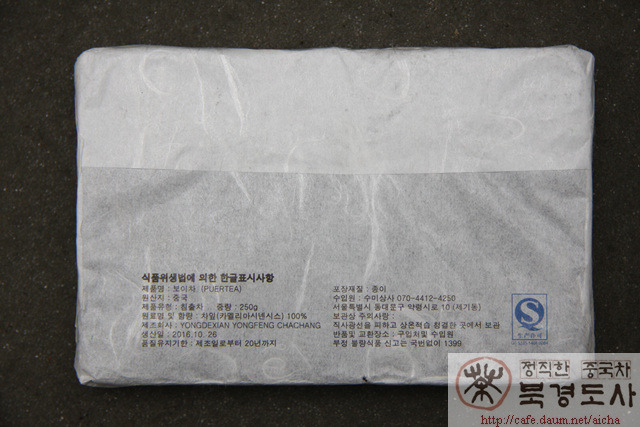 식품위생법에 의한 한글표시사항
제품명 : 보이차 (PUERTEA)
원산지 : 중국
제품유형 : 침출차 중량 : 250g
원료명 및 함량 : 차잎(카멜리아시넨시스) 100%
제조회사 : YONGDEXIAN YONGFENG CHACHANG
생산일 : 2016.10.26
품질유지기한 : 제조일로부터 20년까지
포장재질 : 종이
수입원 : 수미상사 070-4412-4250
서울특별시 동대문구 약령시로 10 (제기동)
보관상 주의사항 :
직사광선을 피하고 상온적습 청결한 곳에서 보관
반품및 교환장소 : 구입처및 수입원
부정 불량식품 신고는 국번없이 1399
QS
정직한 중국차
茶
북경도사
http://cafe.daum.net/aicha